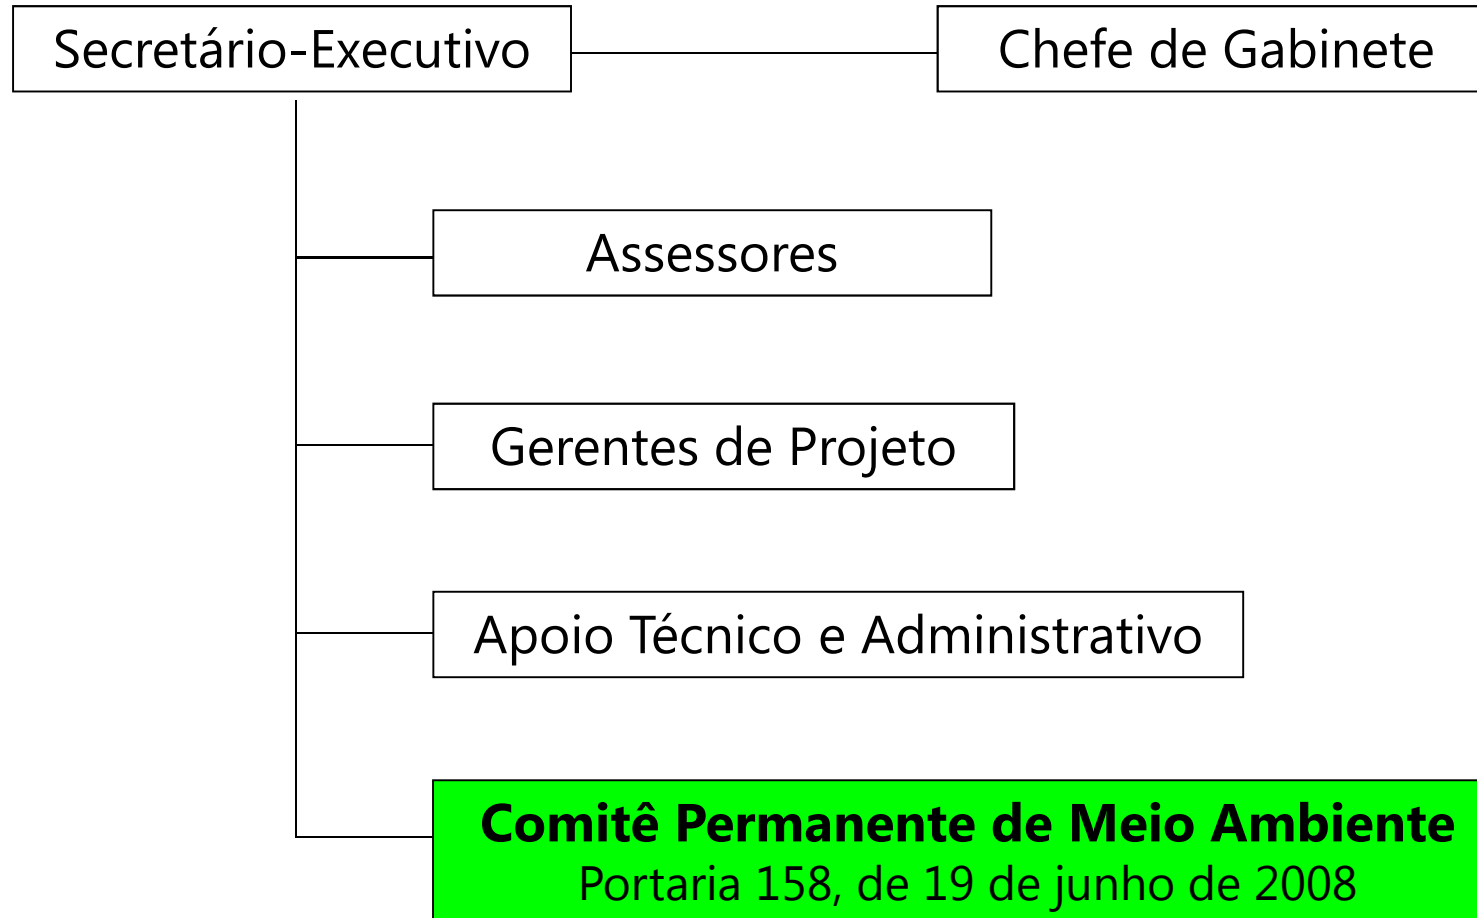 Secretário-Executivo
Chefe de Gabinete
Assessores
Gerentes de Projeto
Apoio Técnico e Administrativo
Comitê Permanente de Meio Ambiente
Portaria 158, de 19 de junho de 2008